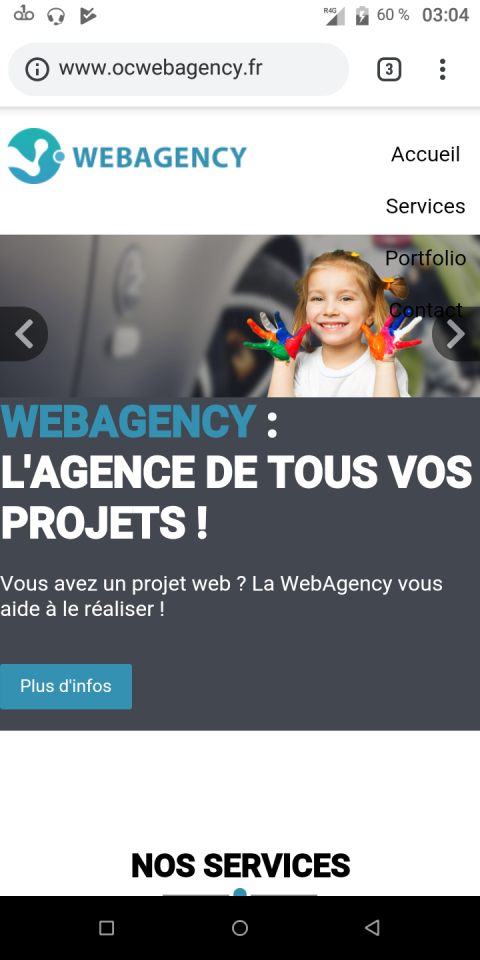 R4G 60 % 03:04
www.ocwebagency.fr 3
WEBAGENCY
Accueil
Services
Portfolio
Contact
WEBAGENCY :
L'AGENCE DE TOUS VOS
PROJETS !
Vous avez un projet web ? La WebAgency vous
aide à le réaliser !
Plus d'infos
NOS SERVICES